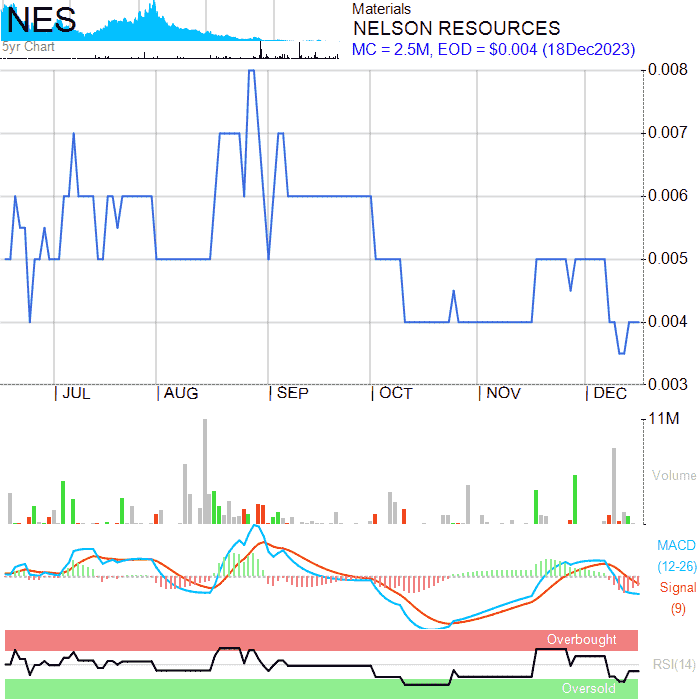 NES
5yr Chart
Materials
NELSON RESOURCES
MC = 2.5M, EOD = $0.004 (18Dec2023)
0.008
0.007
0.006
0.005
0.004
0.003
JUL AUG SEP OCT NOV DEC
11M
Volume
MACD
(12-26)
Signal
(9)
Overbought
RSI(14)
Oversold